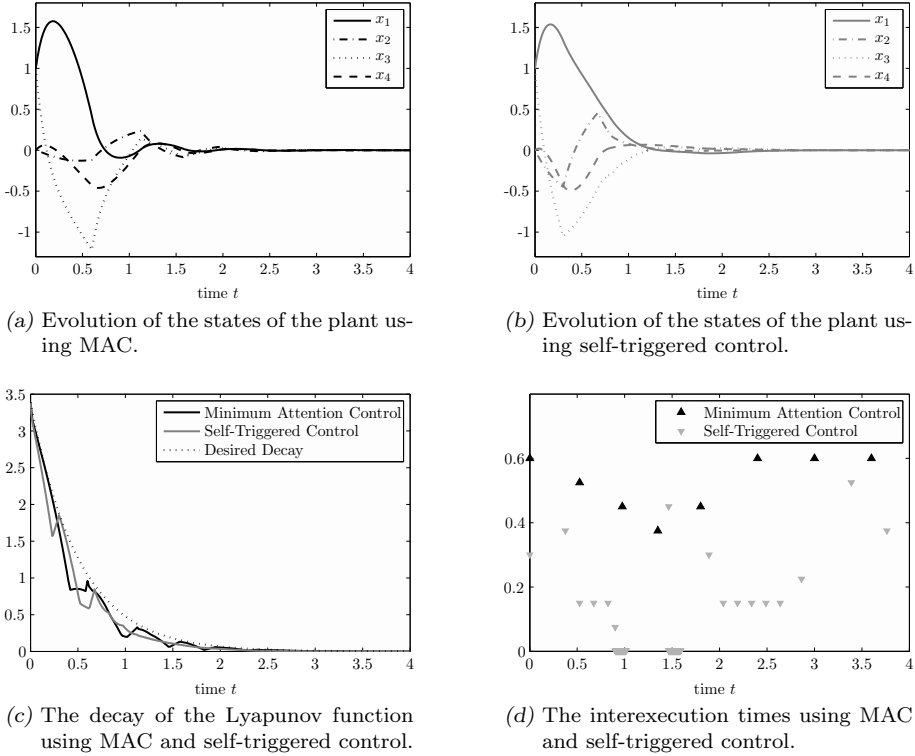 1.5
1
0.5
0
-0.5
-1
x1
x2
x3
x4
0 0.5 1 1.5 2 2.5 3 3.5 4
time t
(a) Evolution of the states of the plant us-
ing MAC.
1.5
1
0.5
0
-0.5
-1
x1
x2
x3
x4
0 0.5 1 1.5 2 2.5 3 3.5 4
time t
(b) Evolution of the states of the plant us-
ing self-triggered control.
3.5
3
2.5
2
1.5
1
0.5
0
Minimum Attention Control
Self-Triggered Control
Desired Decay
0 0.5 1 1.5 2 2.5 3 3.5 4
time t
(c) The decay of the Lyapunov function
using MAC and self-triggered control.
0.6
0.4
0.2
0
Minimum Attention Control
Self-Triggered Control
0 0.5 1 1.5 2 2.5 3 3.5 4
time t
(d) The interexecution times using MAC
and self-triggered control.